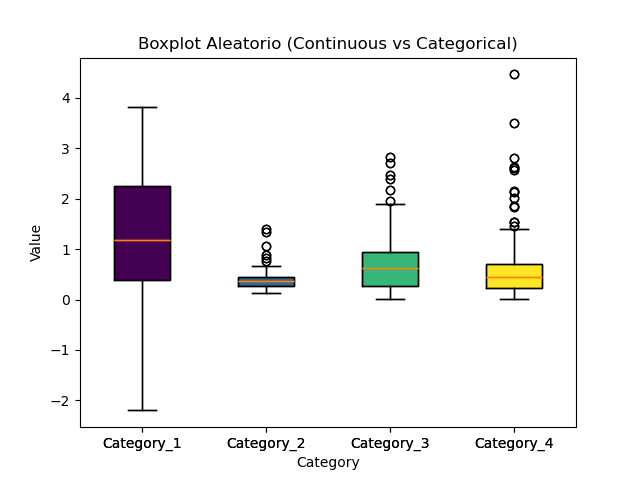 Boxplot Aleatorio (Continuous vs Categorical)
Value
4
3
2
1
0
−1
−2
Category_1 Category_2 Category_3 Category_4
Category